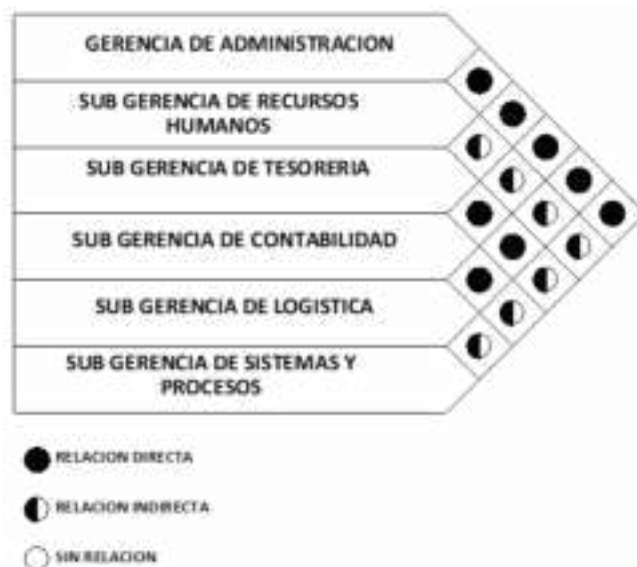 GERENCIA DE ADMINISTRACION
SUB GERENCIA DE RECURSOS
HUMANOS
SUB GERENCIA DE TESORERIA
SUB GERENCIA DE CONTABILIDAD
SUB GERENCIA DE LOGISTICA
SUB GERENCIA DE SISTEMAS Y
PROCESOS
RELACION DIRECTA
RELACION INDIRECTA
SIN RELACION